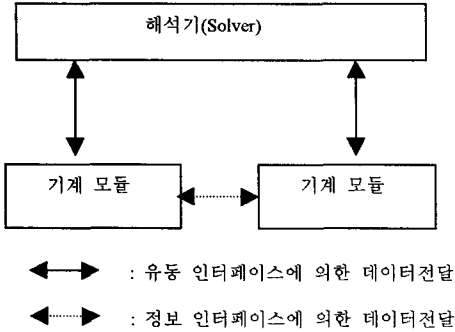 해석기(Solver)
기계 모듈
기계 모듈
: 유동 인터페이스에 의한 데이터전달
: 정보 인터페이스에 의한 데이터전달